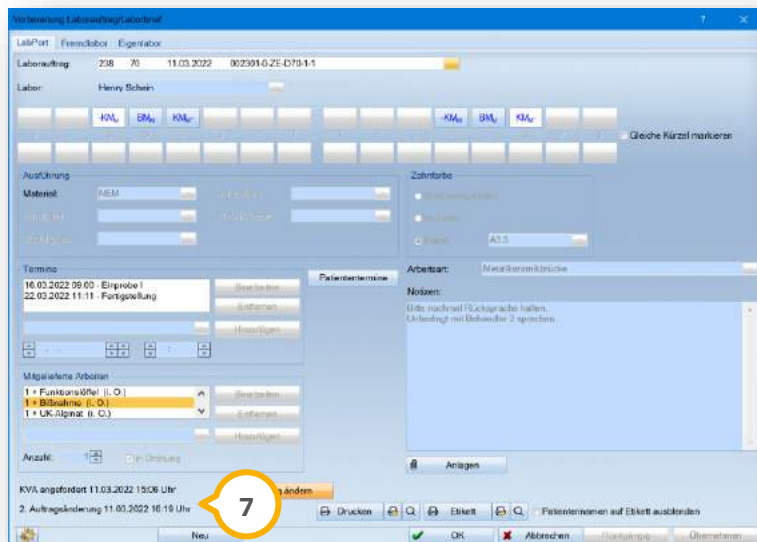 Vorbereitung Laborauftrag/Laborbrief
LabPort Fremdlabor Eigenlabor
Laborauftrag: 238 70 11.03.2022 002301-0-ZE-D70-1-1
Labor: Henry Schein
-KM BM KM- -KM BM KM-
Gleiche Kürzel markieren
Ausführung
Zahnfarbe
Material: NEM
A3.5
Termine
Patiententermine
Arbeitsart: Metallkeramikbrücke
16.03.2022 09:00 - Einprobe I
Bearbeiten
22.03.2022 11:11 - Fertigstellung
Notizen:
Entfernen
Bitte nochmal Rücksprache halten.
Unbedingt mit Behandler 2 sprechen.
Hinzufügen
Mitgelieferte Arbeiten
1 * Funktionslöffel (i. O.)
Bearbeiten
1 * Bißnahme (i. O.)
1 * UK-Alginat (i. O.)
Entfernen
Hinzufügen
Anzahl: 1 in Ordnung
Anlagen
KVA angefordert 11.03.2022 15:06 Uhr
ändern
2. Auftragsänderung 11.03.2022 16:19 Uhr
7
Drucken Etikett Patientennamen auf Etikett ausblenden
Neu OK Abbrechen Rückgängig Übernehmen